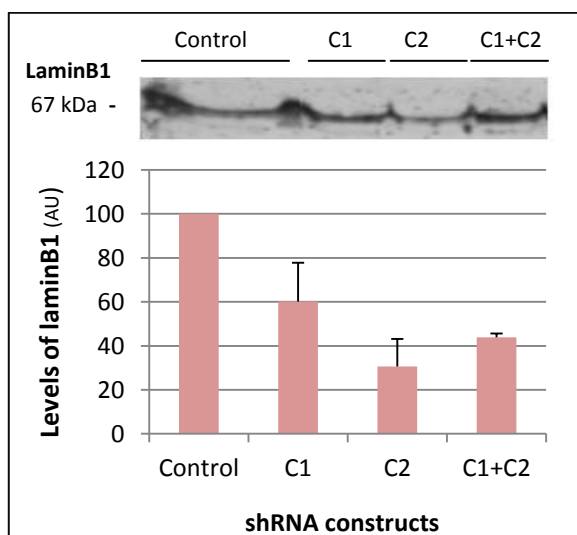 Control C1 C2 C1+C2
LaminB1
67 kDa -
120
100
80
60
40
20
0
Levels of laminB1 (AU)
Control C1 C2 C1+C2
shRNA constructs